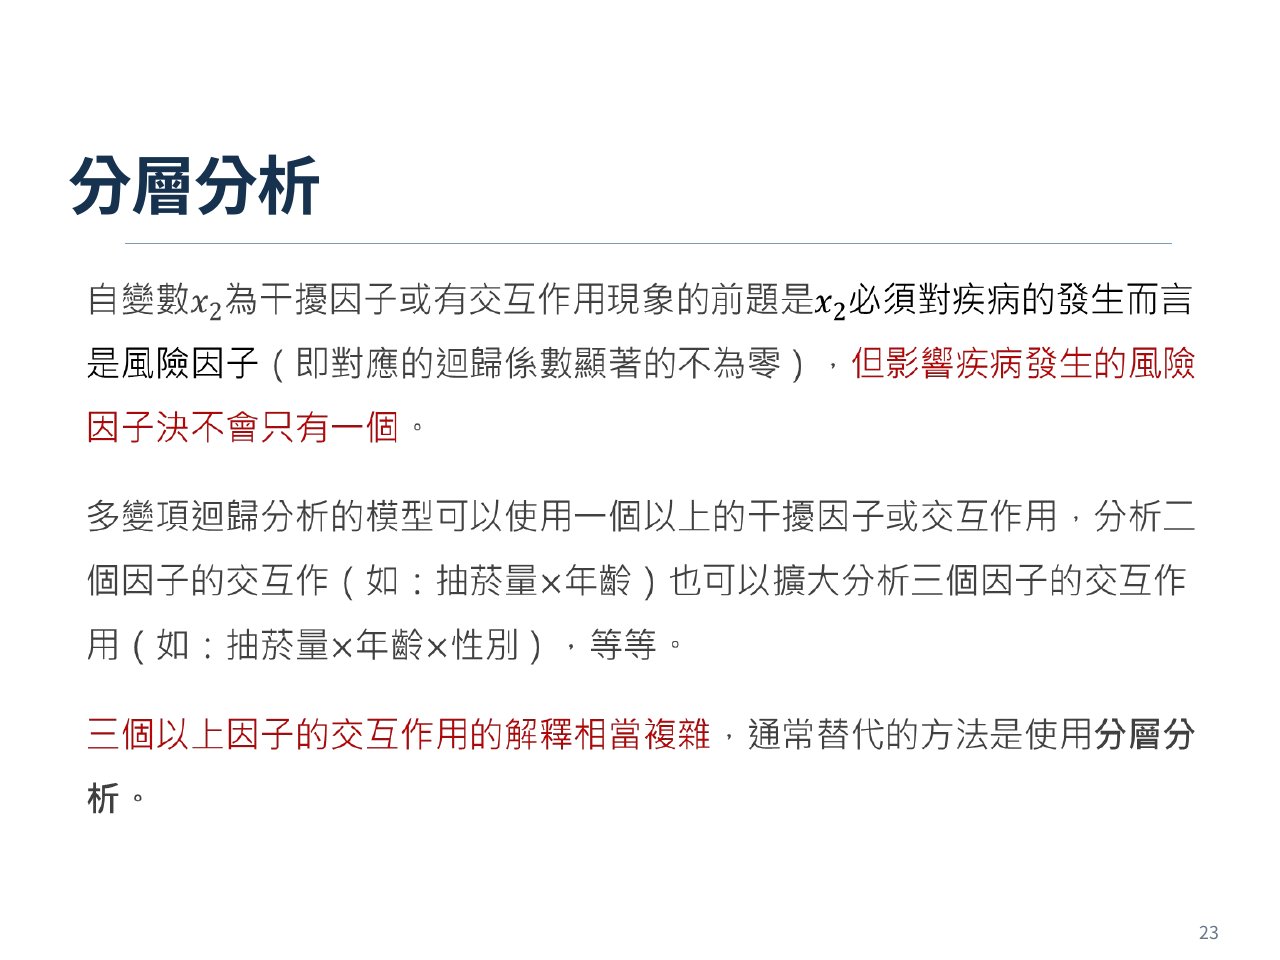 分層分析
自變數𝑥₂為干擾因子或有交互作用現象的前題是𝑥₂必須對疾病的發生而言
是風險因子（即對應的迴歸係數顯著的不為零），但影響疾病發生的風險
因子決不會只有一個。
多變項迴歸分析的模型可以使用一個以上的干擾因子或交互作用，分析二
個因子的交互作（如：抽菸量×年齡）也可以擴大分析三個因子的交互作
用（如：抽菸量×年齡×性別），等等。
三個以上因子的交互作用的解釋相當複雜，通常替代的方法是使用分層分
析。
23